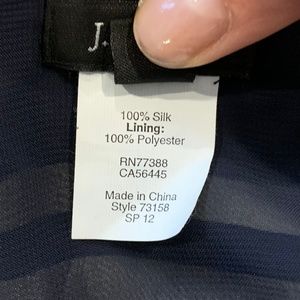 J.
100% Silk
Lining:
100% Polyester
RN77388
CA56445
Made in China
Style 73158
SP 12